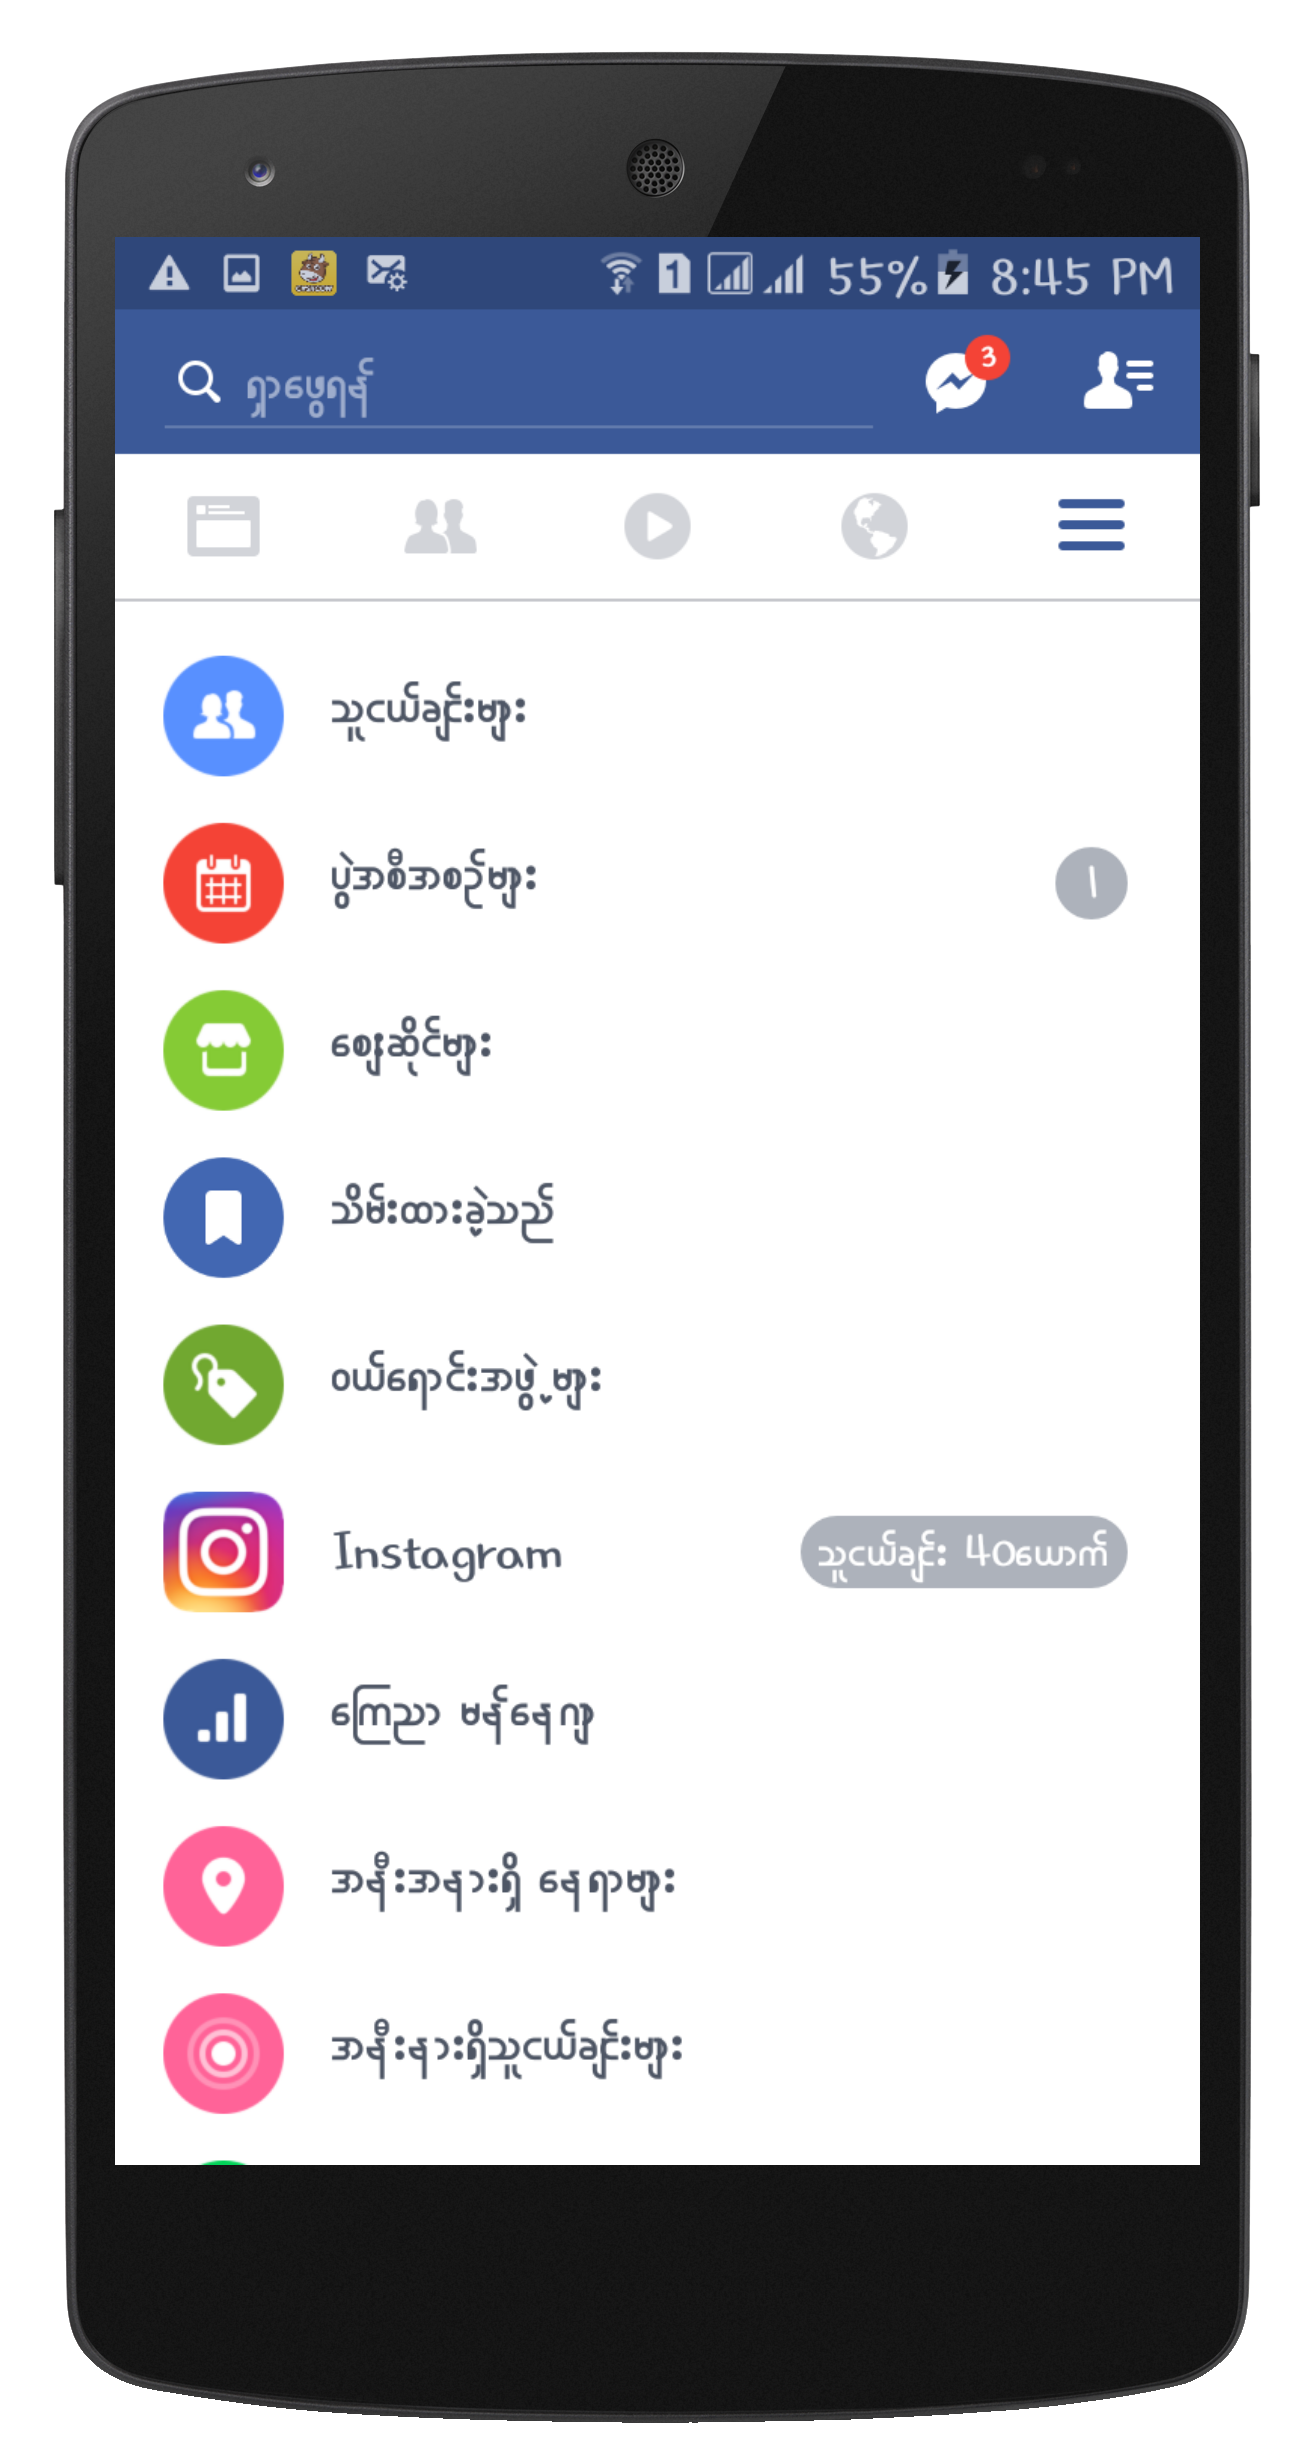 55% 8:45 PM
ရှာဖွေရန်
3
သူငယ်ချင်းများ
ပွဲအစီအစဉ်များ
1
ဈေးဆိုင်များ
သိမ်းထားခဲ့သည်
ဝယ်ရောင်းအဖွဲ့များ
Instagram
သူငယ်ချင်း 40ယောက်
ကြေညာ မန်နေဂျာ
အနီးအနားရှိ နေရာများ
အနီးနားရှိသူငယ်ချင်းများ